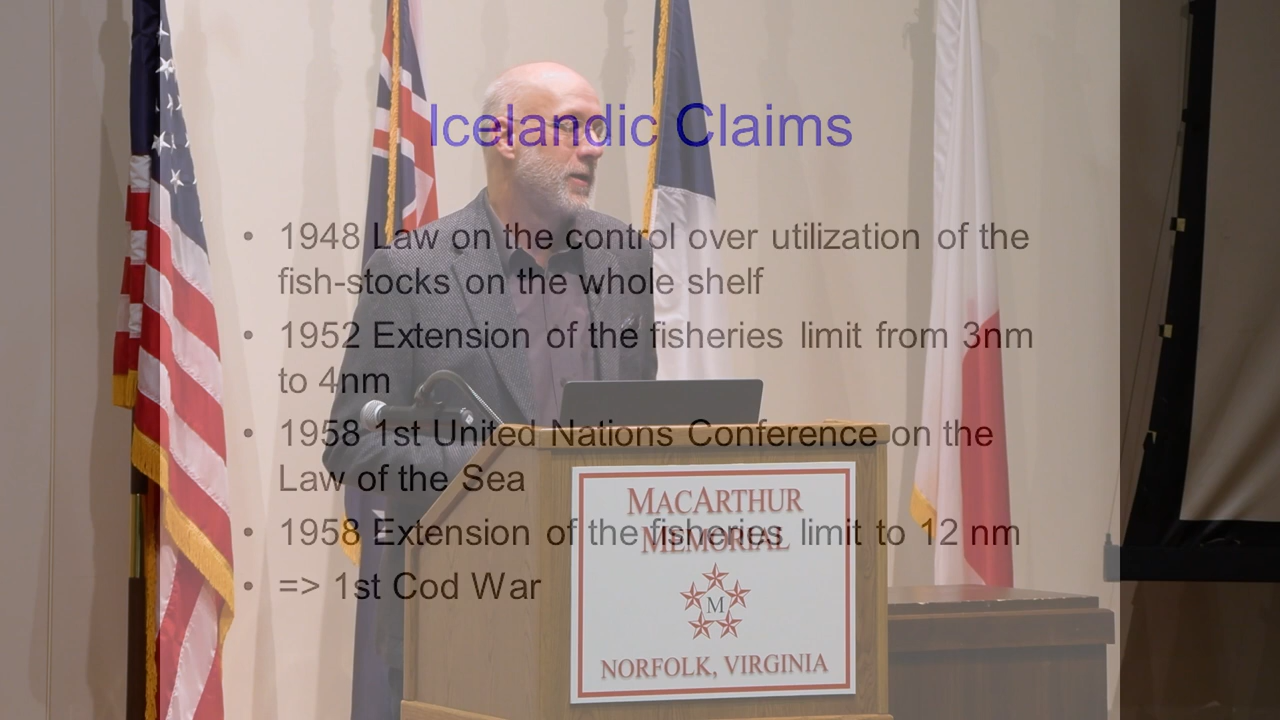 Icelandic Claims
• 1948 Law on the control over utilization of the
fish-stocks on the whole shelf
• 1952 Extension of the fisheries limit from 3nm
to 4nm
• 1958 1st United Nations Conference on the
Law of the Sea
• 1958 Extension of the fisheries limit to 12 nm
• => 1st Cod War
MACARTHUR
MEMORIAL
M
NORFOLK, VIRGINIA